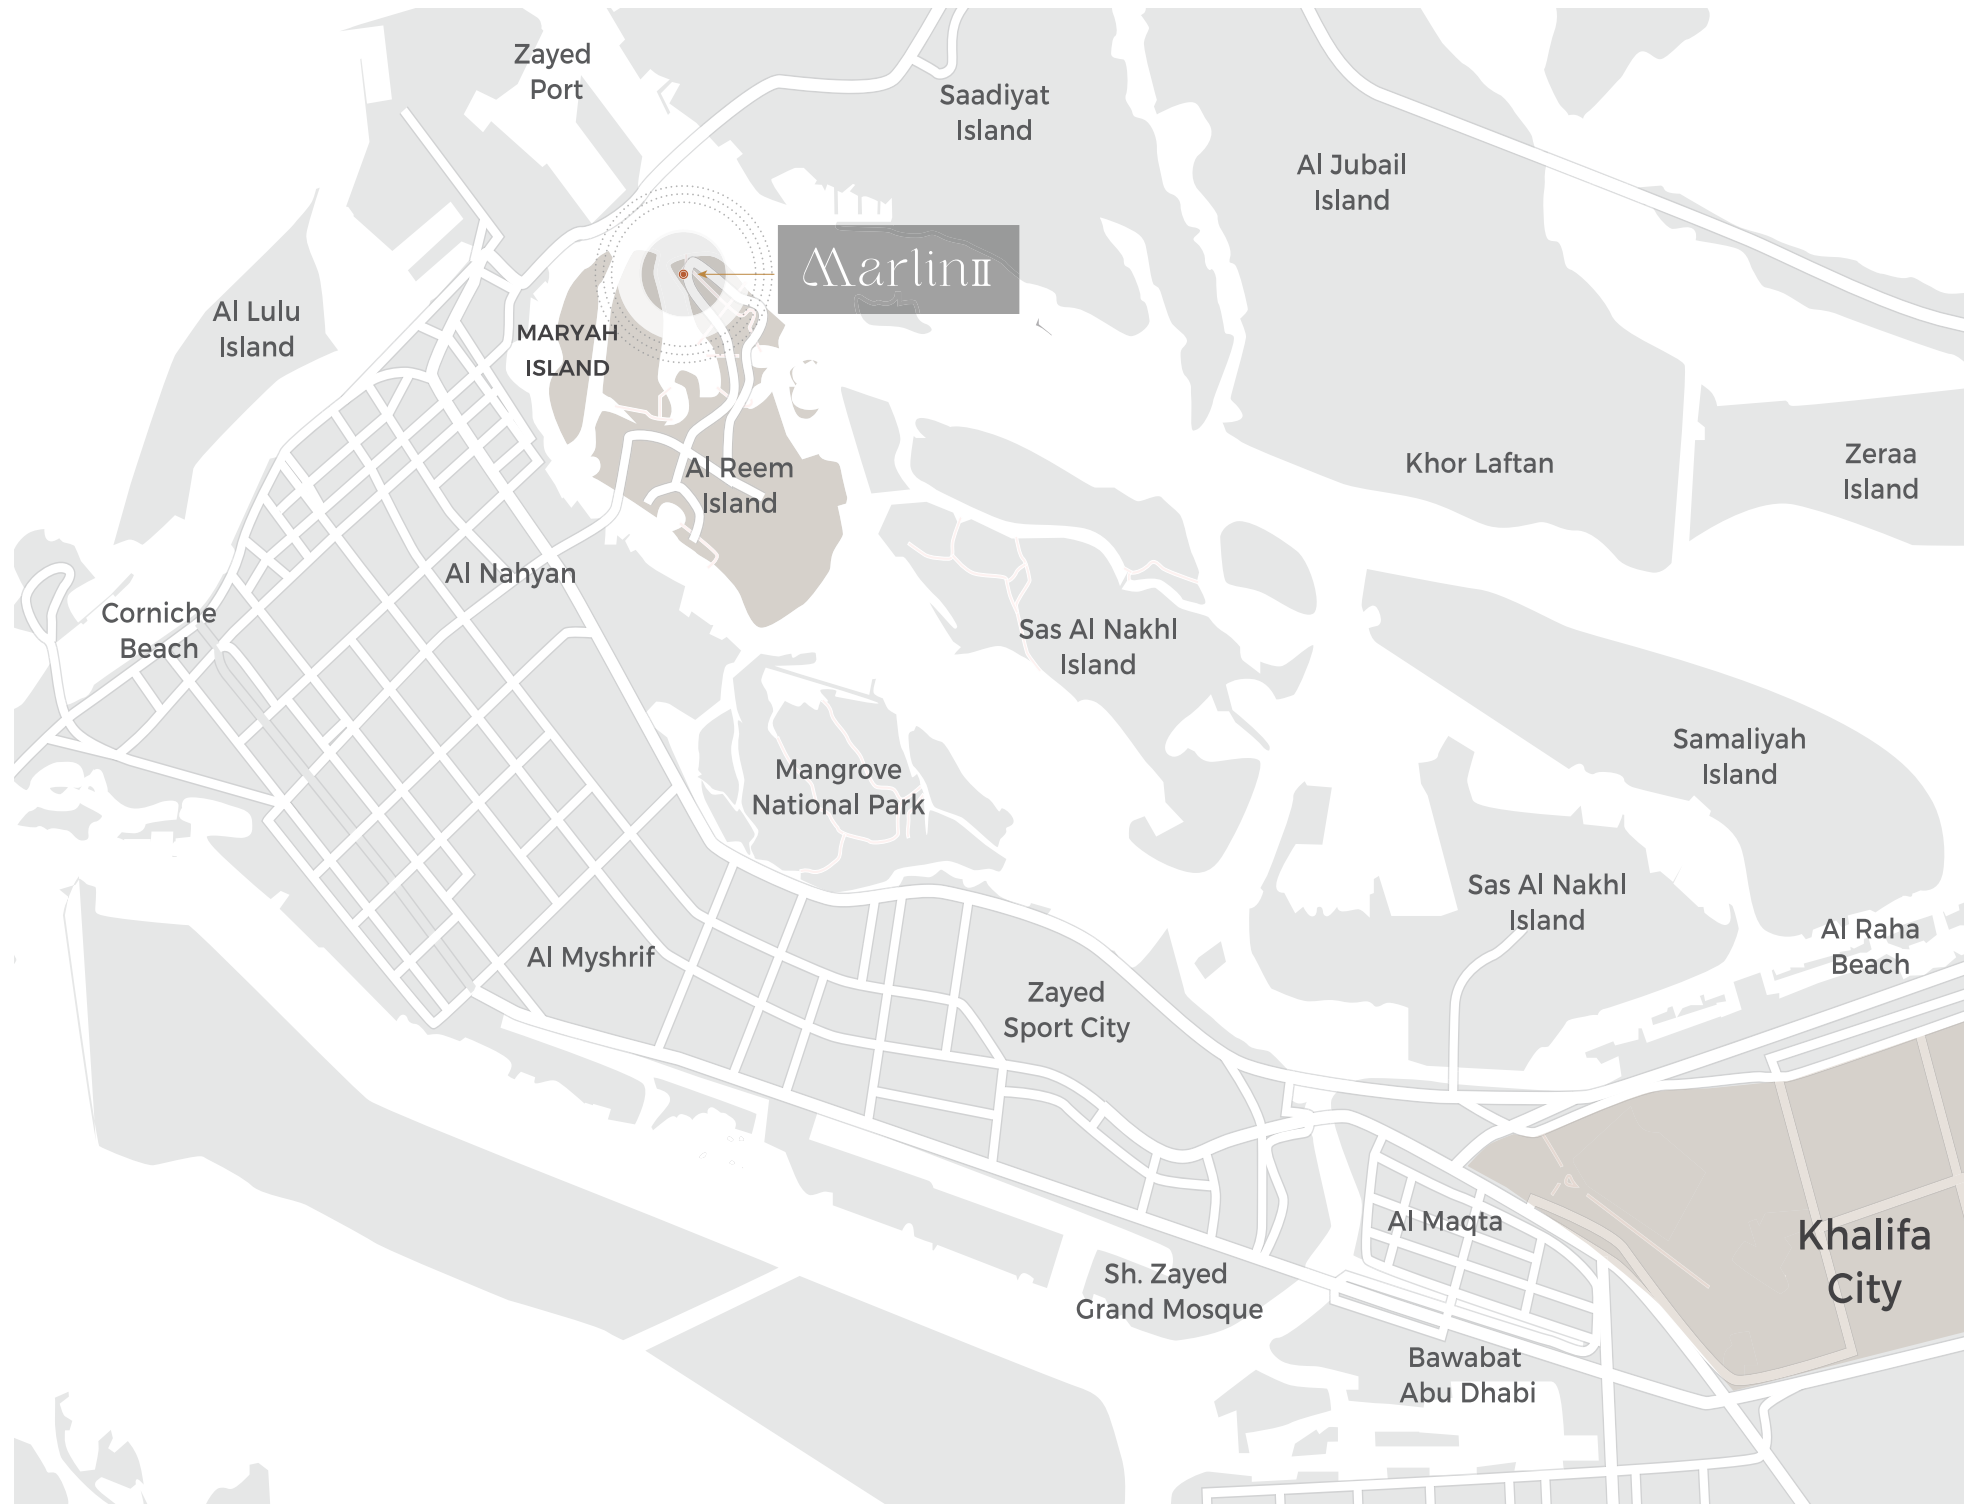 Zayed
Port
Saadiyat
Island
Al Jubail
Island
Marlin II
Al Lulu
Island
MARYAH
ISLAND
Al Reem
Island
Khor Laftan
Zeraa
Island
Al Nahyan
Corniche
Beach
Sas Al Nakhl
Island
Samaliyah
Island
Mangrove
National Park
Sas Al Nakhl
Island
Al Raha
Beach
Al Myshrif
Zayed
Sport City
Al Maqta
Khalifa
City
Sh. Zayed
Grand Mosque
Bawabat
Abu Dhabi